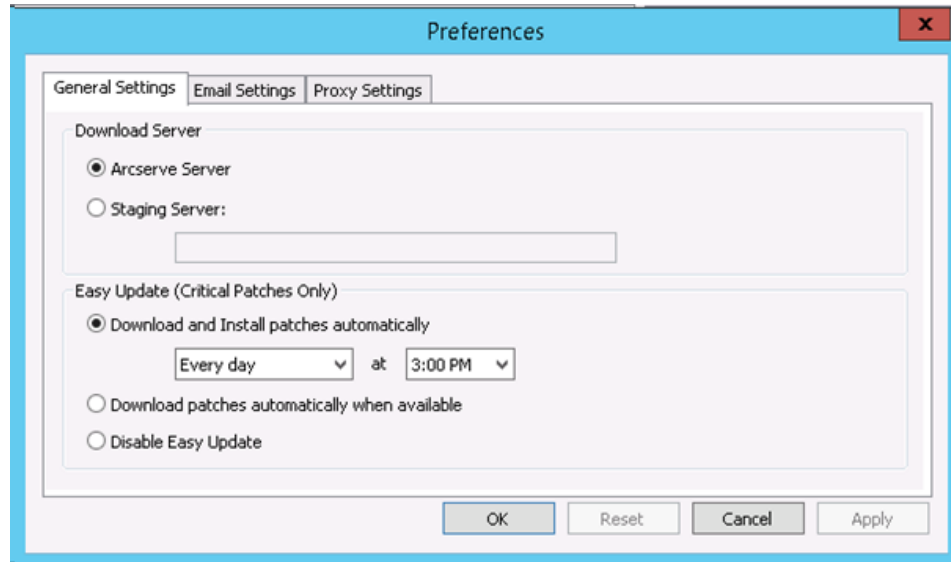 Preferences
x
General Settings Email Settings Proxy Settings
Download Server
Arcserve Server
Staging Server:
Easy Update (Critical Patches Only)
Download and Install patches automatically
Every day at 3:00 PM
Download patches automatically when available
Disable Easy Update
OK Reset Cancel Apply